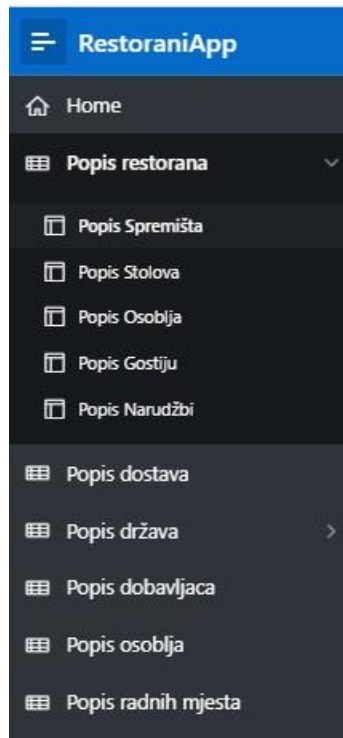 RestoraniApp
Home
Popis restorana
Popis Spremišta
Popis Stolova
Popis Osoblja
Popis Gostiju
Popis Narudžbi
Popis dostava
Popis država
Popis dobavljaca
Popis osoblja
Popis radnih mjesta